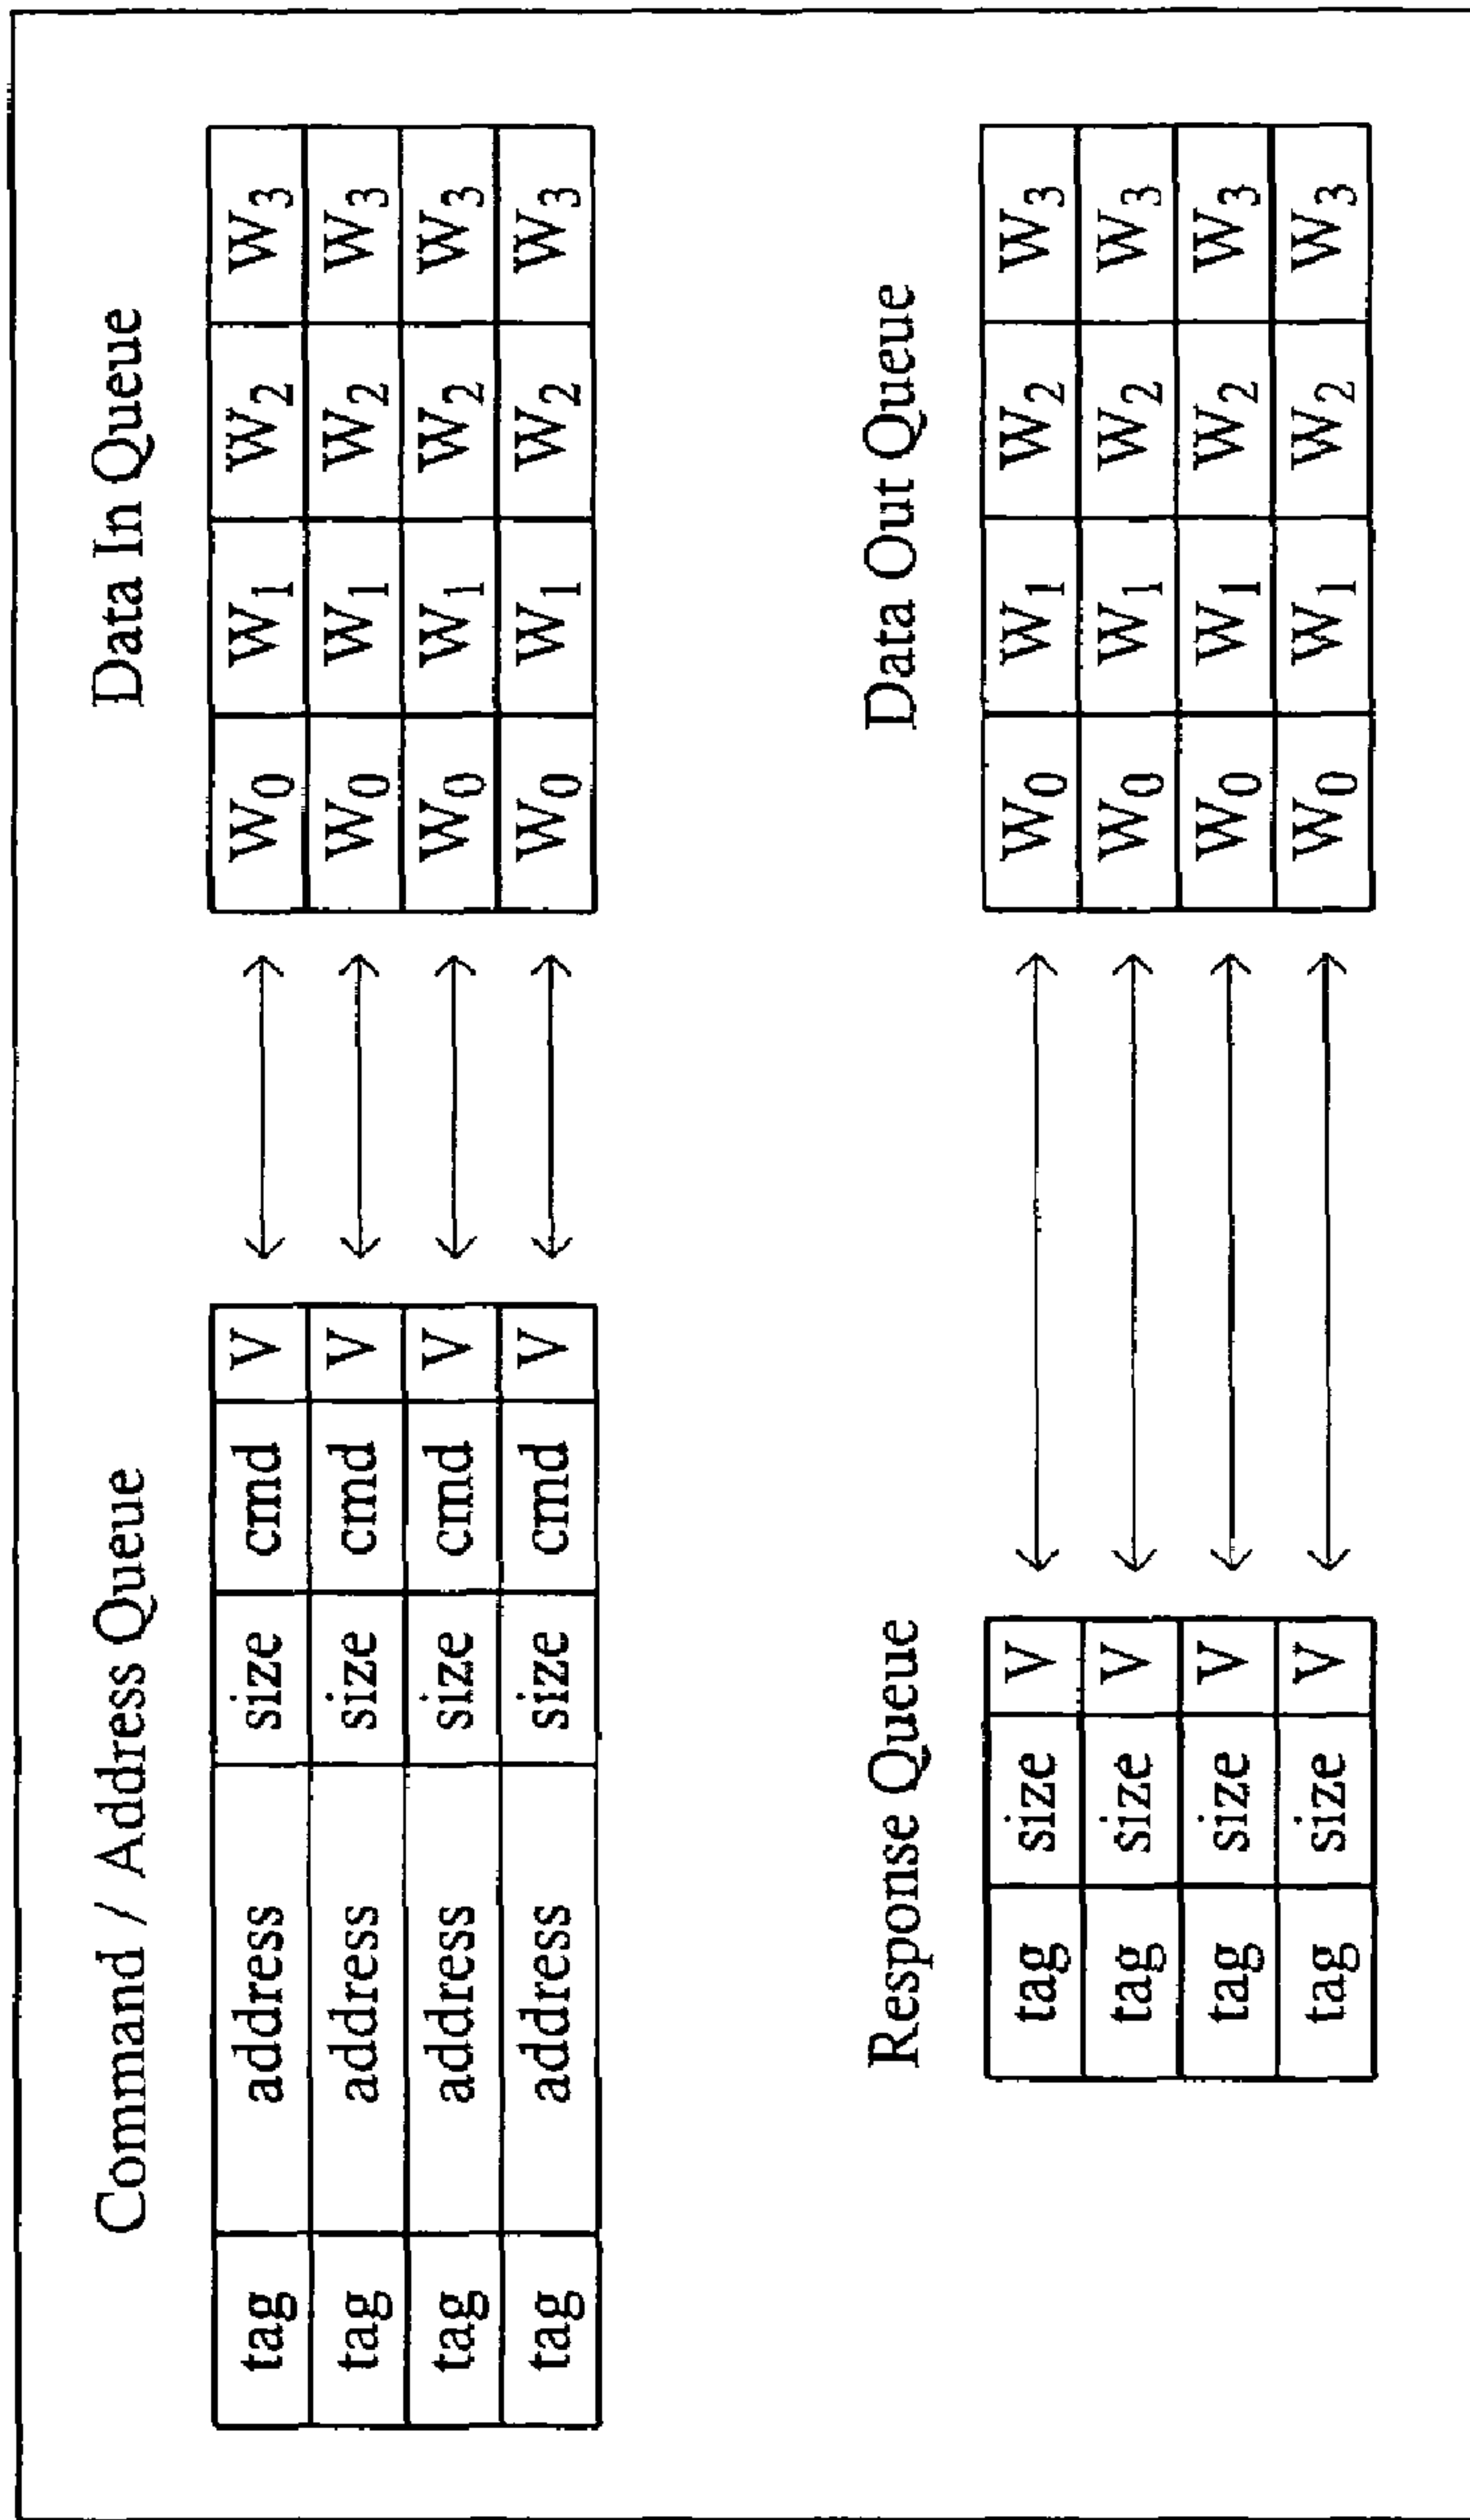 Command / Address Queue
Data In Queue
tag address size cmd V W0 W1 W2 W3
tag address size cmd V W0 W1 W2 W3
tag address size cmd V W0 W1 W2 W3
tag address size cmd V W0 W1 W2 W3
Response Queue
Data Out Queue
tag size V W0 W1 W2 W3
tag size V W0 W1 W2 W3
tag size V W0 W1 W2 W3
tag size V W0 W1 W2 W3